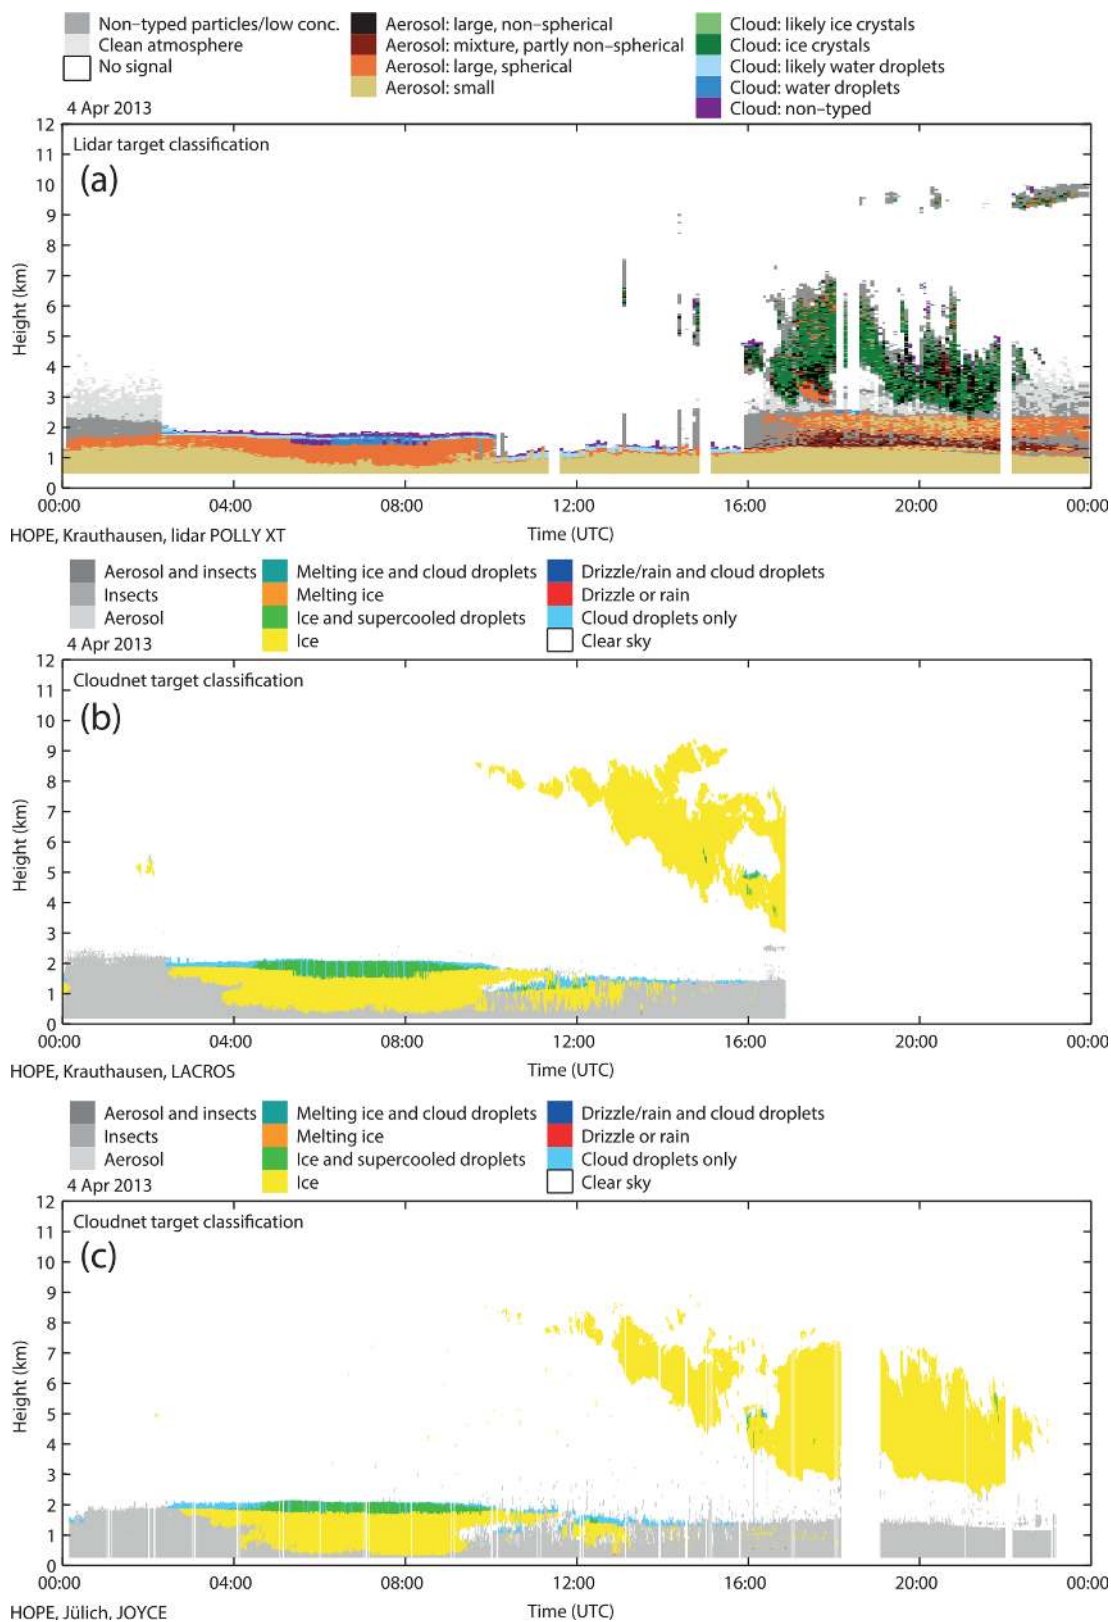 Non-typed particles/low conc.
Clean atmosphere
No signal
Aerosol: large, non-spherical
Aerosol: mixture, partly non-spherical
Aerosol: large, spherical
Aerosol: small
Cloud: likely ice crystals
Cloud: ice crystals
Cloud: likely water droplets
Cloud: water droplets
Cloud: non-typed
4 Apr 2013
Lidar target classification
(a)
Height (km)
12
11
10
9
8
7
6
5
4
3
2
1
0
00:00 04:00 08:00 12:00 16:00 20:00 00:00
HOPE, Krauthausen, lidar POLLY XT
Time (UTC)
Aerosol and insects
Insects
Aerosol
Melting ice and cloud droplets
Melting ice
Ice and supercooled droplets
Ice
Drizzle/rain and cloud droplets
Drizzle or rain
Cloud droplets only
Clear sky
4 Apr 2013
Cloudnet target classification
(b)
Height (km)
12
11
10
9
8
7
6
5
4
3
2
1
0
00:00 04:00 08:00 12:00 16:00 20:00 00:00
HOPE, Krauthausen, LACROS
Time (UTC)
Aerosol and insects
Insects
Aerosol
Melting ice and cloud droplets
Melting ice
Ice and supercooled droplets
Ice
Drizzle/rain and cloud droplets
Drizzle or rain
Cloud droplets only
Clear sky
4 Apr 2013
Cloudnet target classification
(c)
Height (km)
12
11
10
9
8
7
6
5
4
3
2
1
0
00:00 04:00 08:00 12:00 16:00 20:00 00:00
HOPE, Jülich, JOYCE
Time (UTC)